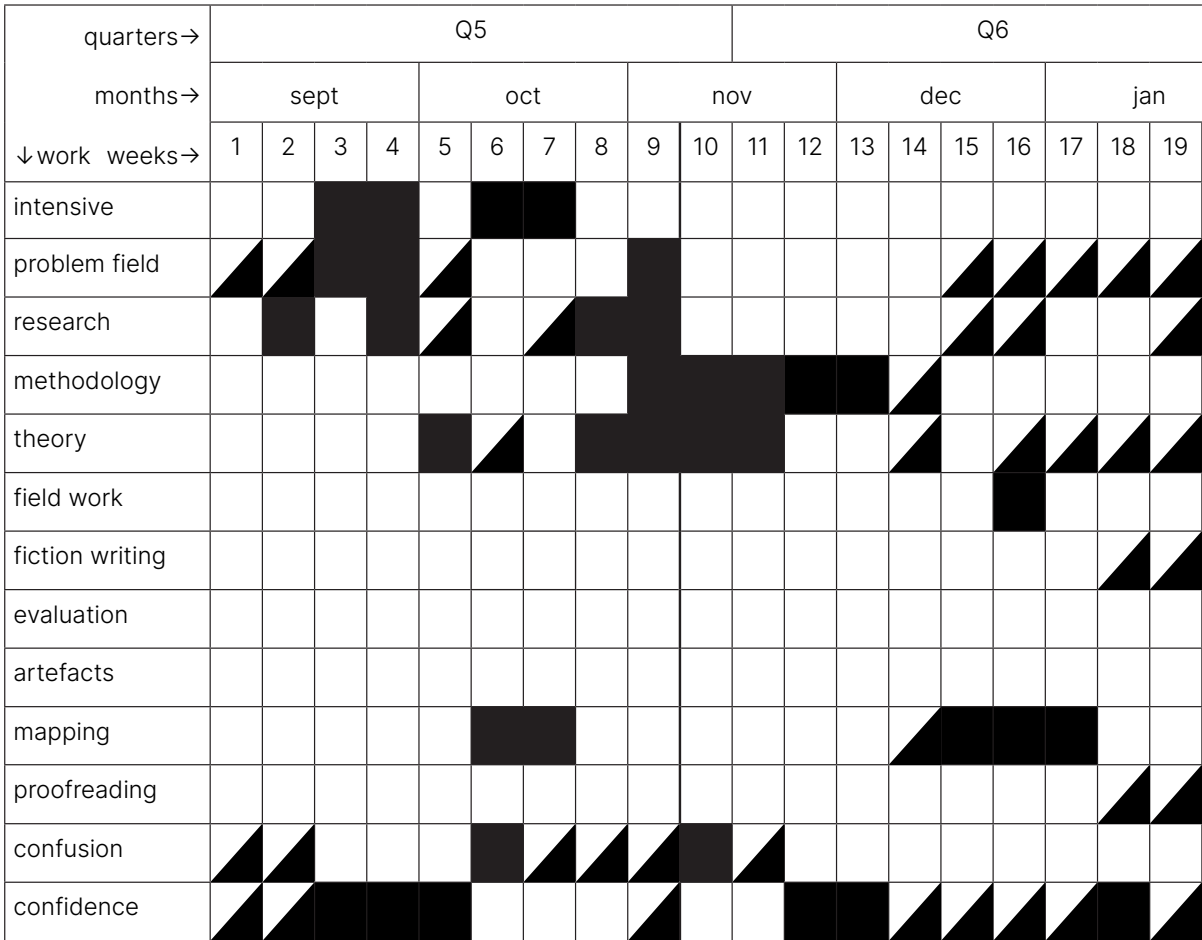 quarters→ Q5 Q6
months→ sept oct nov dec jan
↓work weeks→ 1 2 3 4 5 6 7 8 9 10 11 12 13 14 15 16 17 18 19
intensive
problem field
research
methodology
theory
field work
fiction writing
evaluation
artefacts
mapping
proofreading
confusion
confidence